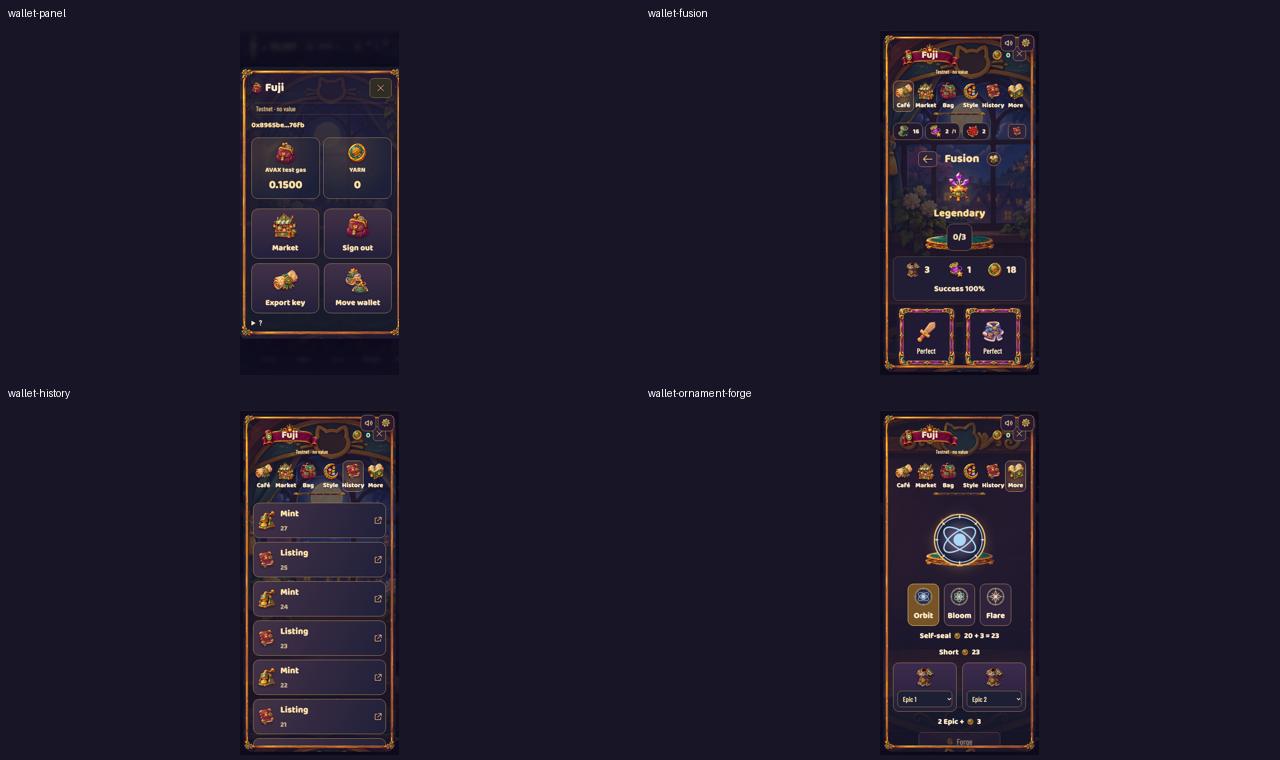 wallet-panel
Fuji
Testnet · no value
0x8965be...76fb
AVAX test gas
0.1500
YARN
0
Market
Sign out
Export key
Move wallet
?
wallet-fusion
Fuji
0
Testnet · no value
Café Market Bag Style History More
16 2 /1 2
Fusion
Legendary
0/3
3 1 18
Success 100%
Perfect Perfect
wallet-history
Fuji
0
Testnet · no value
Café Market Bag Style History More
Mint
27
Listing
25
Mint
24
Listing
23
Mint
22
Listing
21
wallet-ornament-forge
Fuji
0
Testnet · no value
Café Market Bag Style History More
Orbit Bloom Flare
Self-seal 20 + 3 = 23
Short 23
Epic 1 Epic 2
2 Epic + 3
Forge